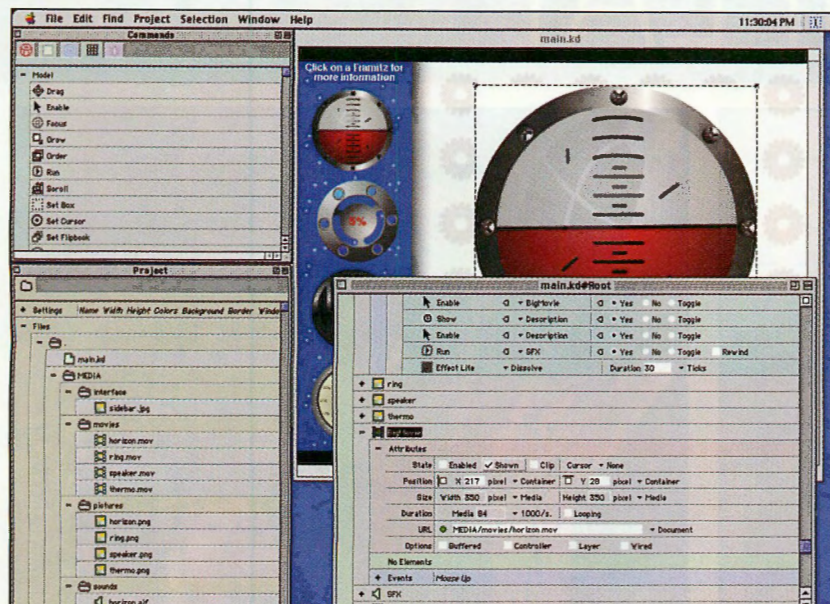 File Edit Find Project Selection Window Help
11:30:04 PM
Commands
Model
Drag
Enable
Focus
Grow
Order
Run
Scroll
Set Box
Set Cursor
Set Flipbook
main.kd
Click on a Framitz for
more information
5%
Project
Settings Name Width Height Colors Background Border
Files
.
main.kd
MEDIA
interface
sidebar.jpg
movies
horizon.mov
ring.mov
speaker.mov
thermo.mov
pictures
horizon.png
ring.png
speaker.png
thermo.png
sounds
horizon.aif
main.kd#Root
Enable BigMovie Yes No Toggle
Show Description Yes No Toggle
Enable Description Yes No Toggle
Run SFX Yes No Toggle Rewind
Effect Lite Dissolve Duration 30 Ticks
ring
speaker
thermo
BigMovie
Attributes
State Enabled Shown Clip Cursor None
Position X 217 pixel Container Y 28 pixel Container
Size Width 350 pixel Media Height 350 pixel Media
Duration Media 84 1000/s. Looping
URL MEDIA/movies/horizon.mov Document
Options Buffered Controller Layer Wired
No Elements
Events Mouse Up
SFX